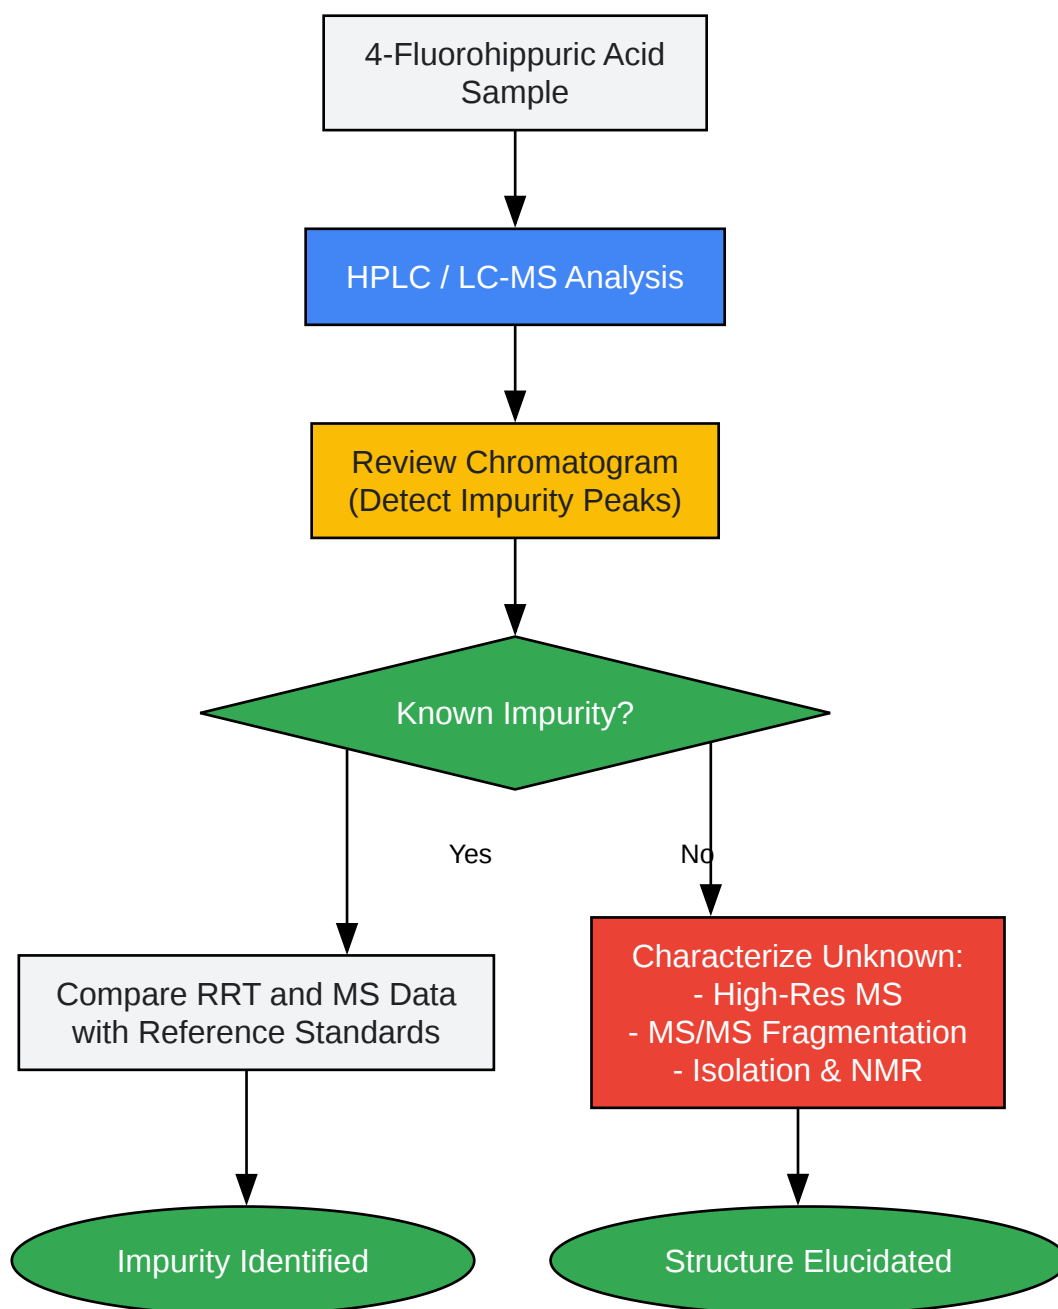 4-Fluorohippuric Acid
Sample
HPLC / LC-MS Analysis
Review Chromatogram
(Detect Impurity Peaks)
Known Impurity?
Yes
No
Compare RRT and MS Data
with Reference Standards
Characterize Unknown:
- High-Res MS
- MS/MS Fragmentation
- Isolation & NMR
Impurity Identified
Structure Elucidated